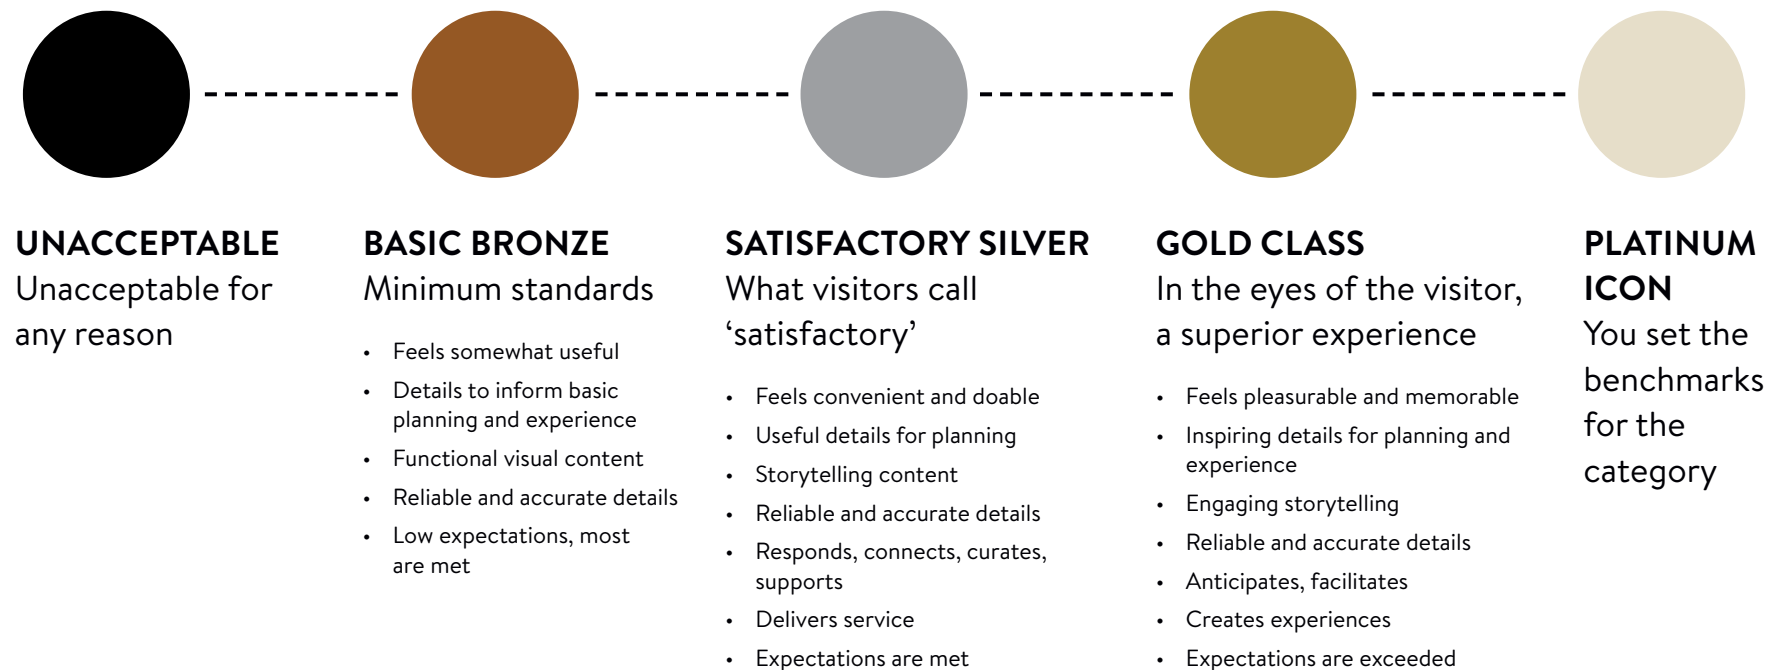 UNACCEPTABLE
Unacceptable for
any reason
BASIC BRONZE
Minimum standards
• Feels somewhat useful
• Details to inform basic
planning and experience
• Functional visual content
• Reliable and accurate details
• Low expectations, most
are met
SATISFACTORY SILVER
What visitors call
‘satisfactory’
• Feels convenient and doable
• Useful details for planning
• Storytelling content
• Reliable and accurate details
• Responds, connects, curates,
supports
• Delivers service
• Expectations are met
GOLD CLASS
In the eyes of the visitor,
a superior experience
• Feels pleasurable and memorable
• Inspiring details for planning and
experience
• Engaging storytelling
• Reliable and accurate details
• Anticipates, facilitates
• Creates experiences
• Expectations are exceeded
PLATINUM
ICON
You set the
benchmarks
for the
category